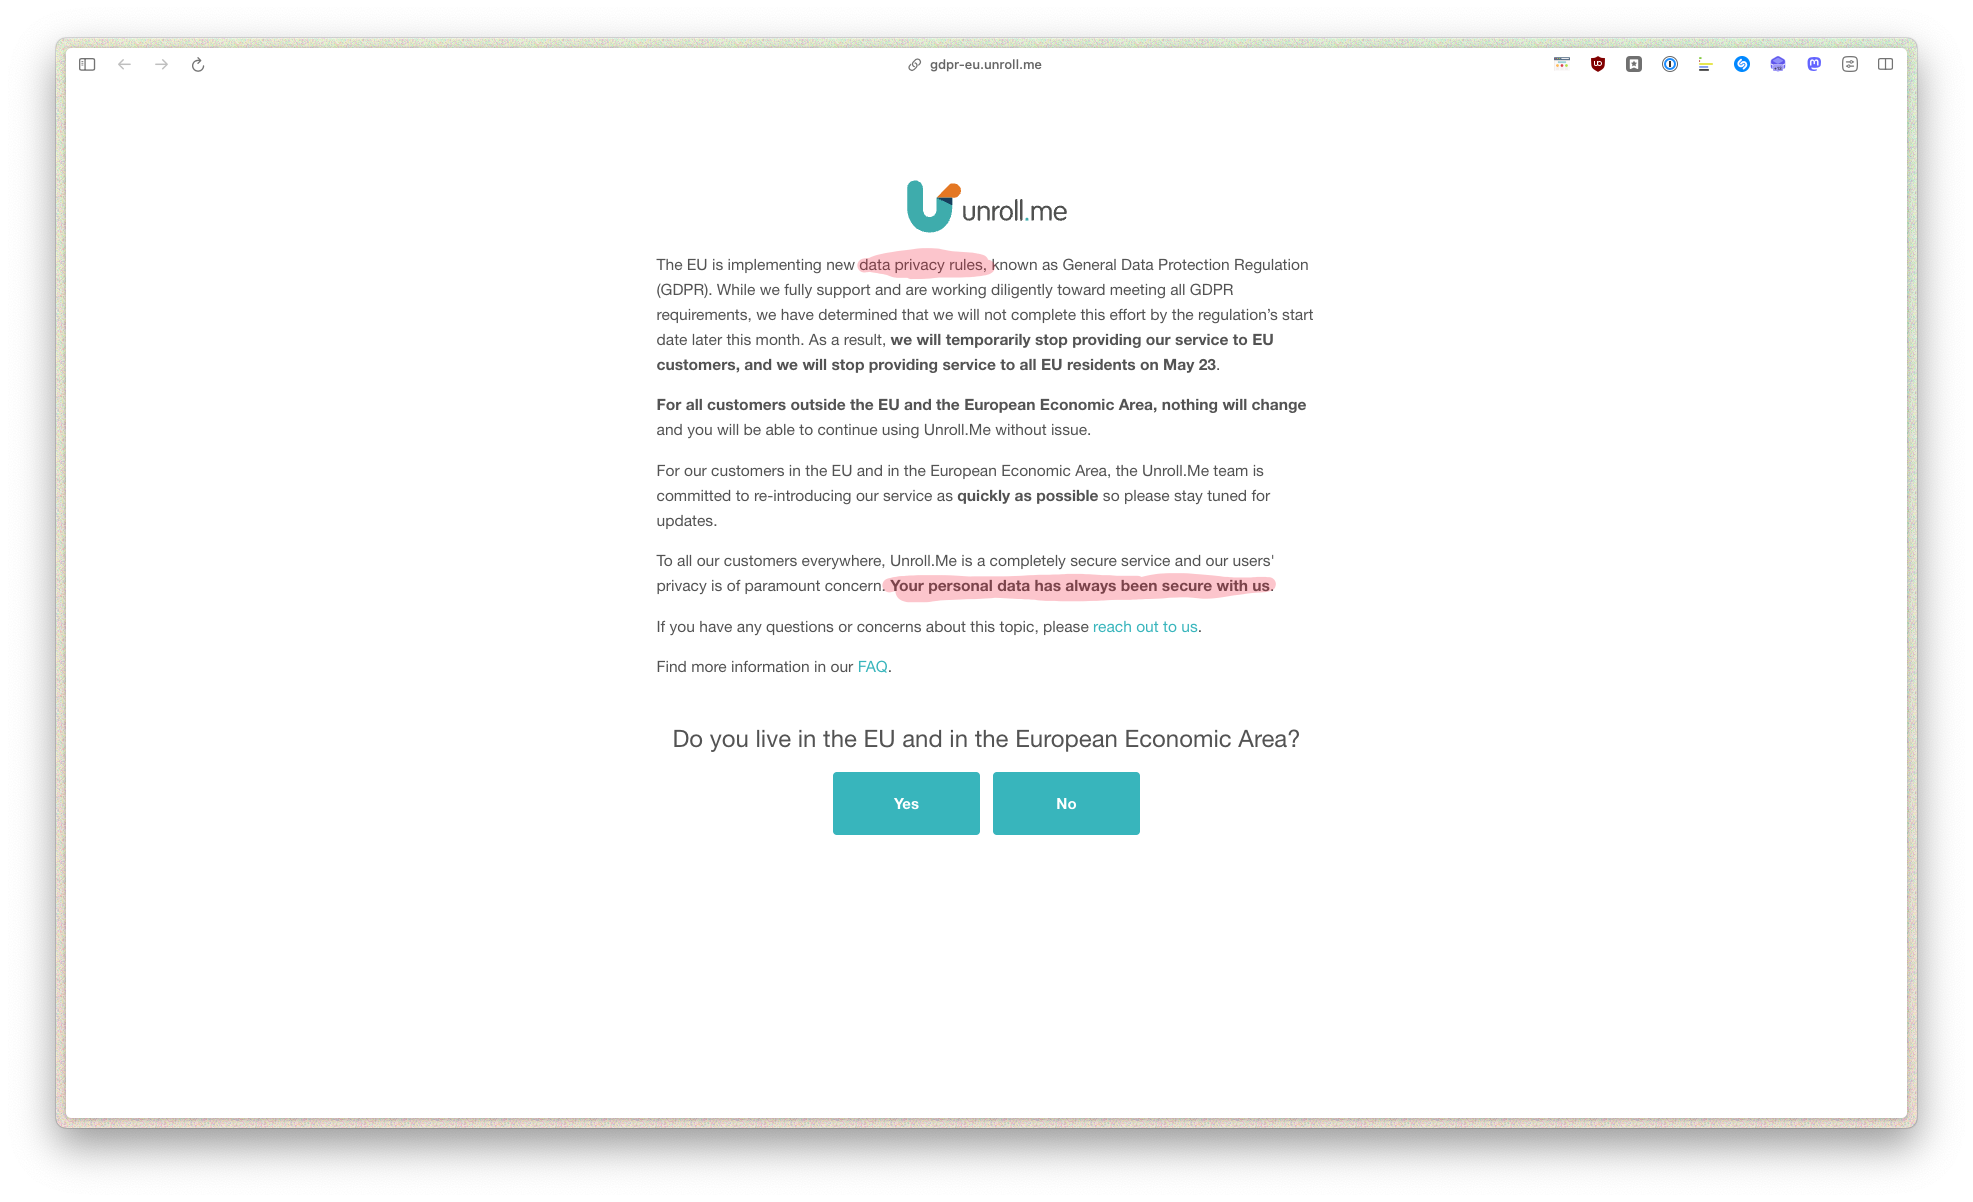 gdpr-eu.unroll.me
unroll.me
The EU is implementing new data privacy rules, known as General Data Protection Regulation
(GDPR). While we fully support and are working diligently toward meeting all GDPR
requirements, we have determined that we will not complete this effort by the regulation’s start
date later this month. As a result, we will temporarily stop providing our service to EU
customers, and we will stop providing service to all EU residents on May 23.
For all customers outside the EU and the European Economic Area, nothing will change
and you will be able to continue using Unroll.Me without issue.
For our customers in the EU and in the European Economic Area, the Unroll.Me team is
committed to re-introducing our service as quickly as possible so please stay tuned for
updates.
To all our customers everywhere, Unroll.Me is a completely secure service and our users'
privacy is of paramount concern. Your personal data has always been secure with us.
If you have any questions or concerns about this topic, please reach out to us.
Find more information in our FAQ.
Do you live in the EU and in the European Economic Area?
Yes No